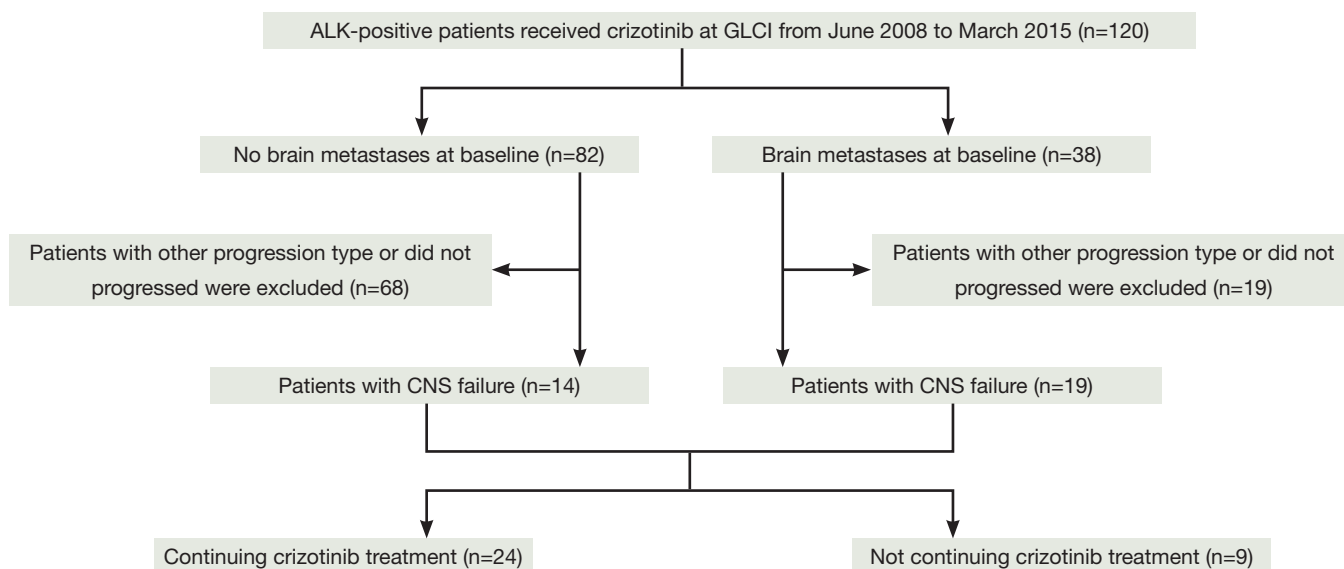 ALK-positive patients received crizotinib at GLCI from June 2008 to March 2015 (n=120)
No brain metastases at baseline (n=82)
Brain metastases at baseline (n=38)
Patients with other progression type or did not
progressed were excluded (n=68)
Patients with other progression type or did not
progressed were excluded (n=19)
Patients with CNS failure (n=14)
Patients with CNS failure (n=19)
Continuing crizotinib treatment (n=24)
Not continuing crizotinib treatment (n=9)